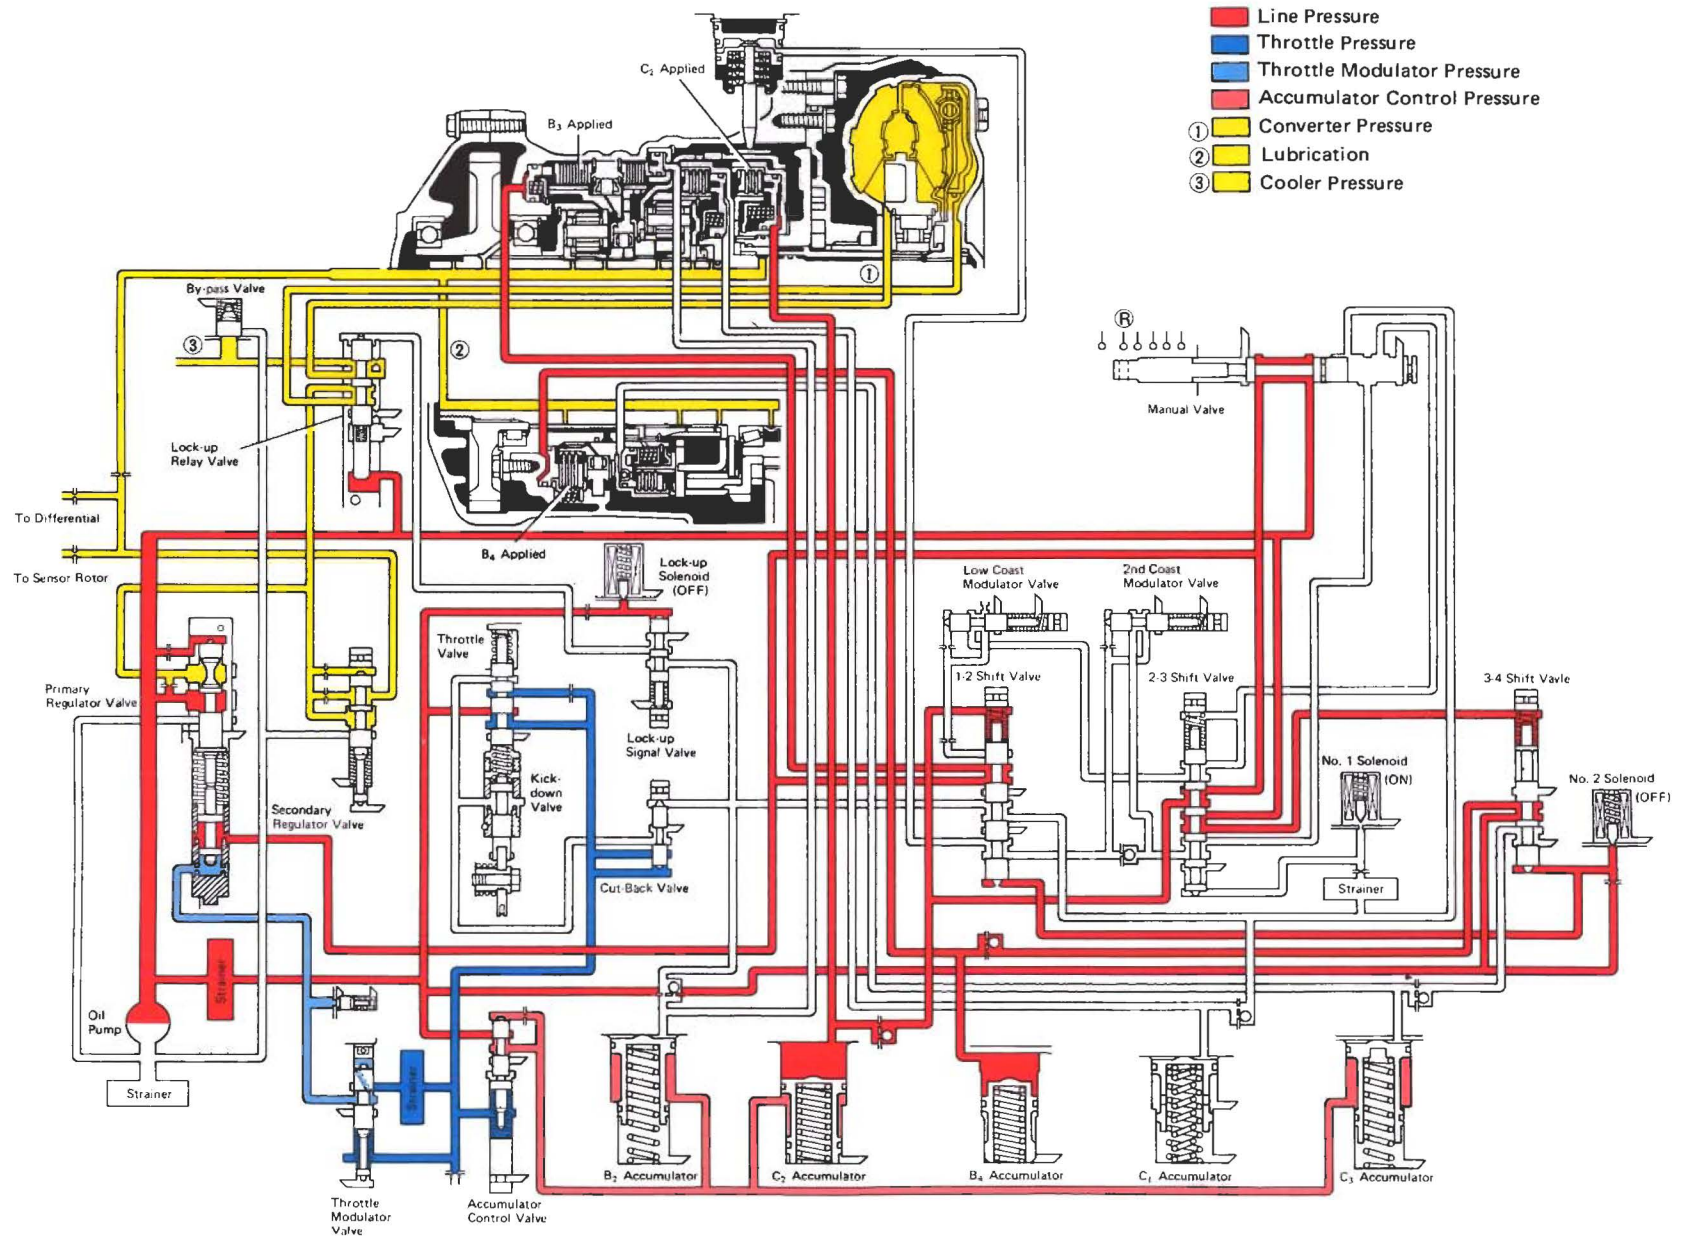 Line Pressure
Throttle Pressure
Throttle Modulator Pressure
Accumulator Control Pressure
① Converter Pressure
② Lubrication
③ Cooler Pressure
C₂ Applied
B₃ Applied
①
By-pass Valve
③
②
Ⓡ
Manual Valve
Lock-up
Relay Valve
To Differential
To Sensor Rotor
B₄ Applied
Lock-up
Solenoid
(OFF)
Low Coast
Modulator Valve
2nd Coast
Modulator Valve
Throttle
Valve
Primary
Regulator Valve
1-2 Shift Valve
2-3 Shift Valve
3-4 Shift Vavle
Lock-up
Signal Valve
No. 1 Solenoid
(ON)
No. 2 Solenoid
(OFF)
Kick-
down
Valve
Secondary
Regulator Valve
Cut-Back Valve
Strainer
Strainer
Oil
Pump
Strainer
Strainer
B₂ Accumulator
C₂ Accumulator
B₄ Accumulator
C₁ Accumulator
C₃ Accumulator
Throttle
Modulator
Valve
Accumulator
Control Valve